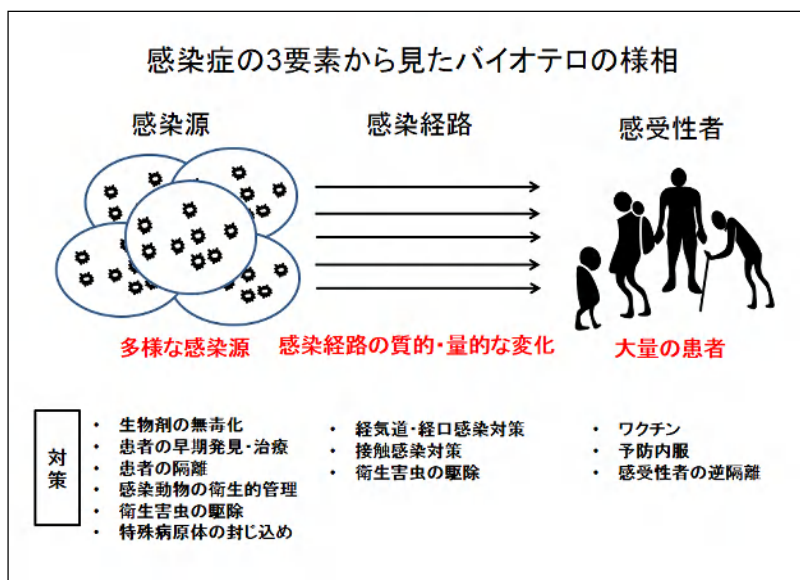 感染症の3要素から見たバイオテロの様相
感染源
感染経路
感受性者
多様な感染源
感染経路の質的・量的な変化
大量の患者
対策
・ 生物剤の無毒化
・ 患者の早期発見・治療
・ 患者の隔離
・ 感染動物の衛生的管理
・ 衛生害虫の駆除
・ 特殊病原体の封じ込め
・ 経気道・経口感染対策
・ 接触感染対策
・ 衛生害虫の駆除
・ ワクチン
・ 予防内服
・ 感受性者の逆隔離